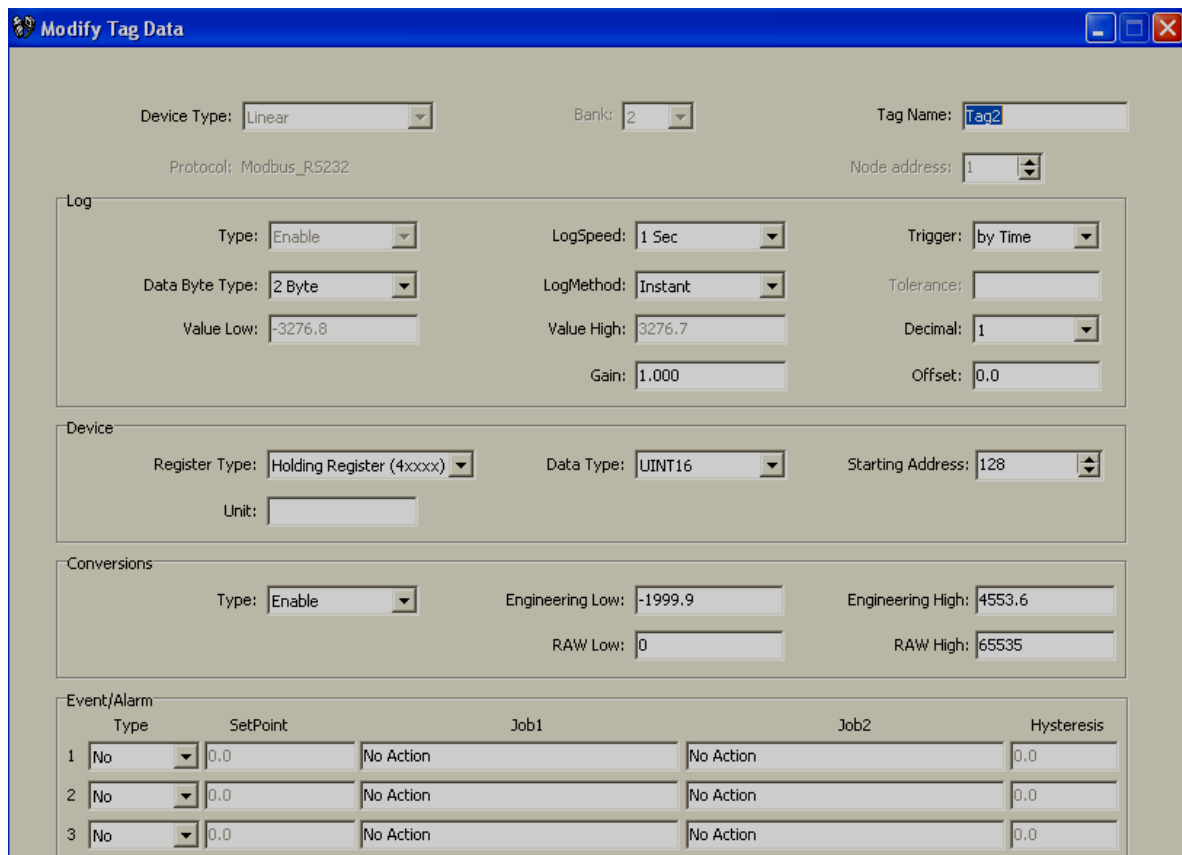 Modify Tag Data
Device Type: Linear Bank: 2 Tag Name: Tag2
Protocol: Modbus_RS232 Node address: 1
Log
Type: Enable LogSpeed: 1 Sec Trigger: by Time
Data Byte Type: 2 Byte LogMethod: Instant Tolerance:
Value Low: -3276.8 Value High: 3276.7 Decimal: 1
Gain: 1.000 Offset: 0.0
Device
Register Type: Holding Register (4xxxx) Data Type: UINT16 Starting Address: 128
Unit:
Conversions
Type: Enable Engineering Low: -1999.9 Engineering High: 4553.6
RAW Low: 0 RAW High: 65535
Event/Alarm
Type SetPoint Job1 Job2 Hysteresis
1 No 0.0 No Action No Action 0.0
2 No 0.0 No Action No Action 0.0
3 No 0.0 No Action No Action 0.0